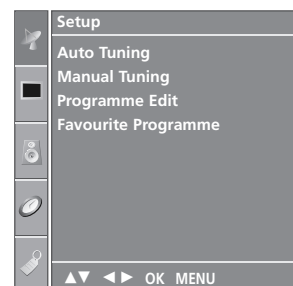 Setup
Auto Tuning
Manual Tuning
Programme Edit
Favourite Programme
▲▼ ◄► OK MENU